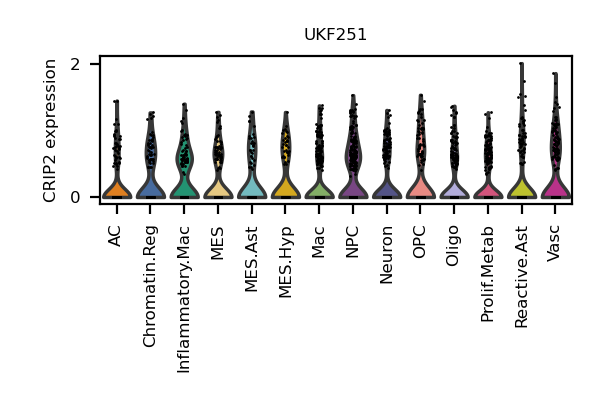 UKF251
CRIP2 expression
2
0
AC
Chromatin.Reg
Inflammatory.Mac
MES
MES.Ast
MES.Hyp
Mac
NPC
Neuron
OPC
Oligo
Prolif.Metab
Reactive.Ast
Vasc